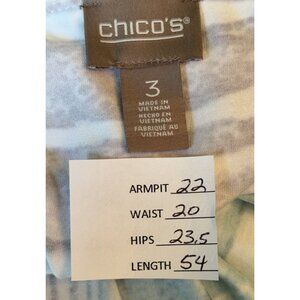 chico's®
3
MADE IN
VIETNAM
HECHO EN
VIETNAM
FABRIQUÉ AU
VIETNAM
ARMPIT 22
WAIST 20
HIPS 23.5
LENGTH 54